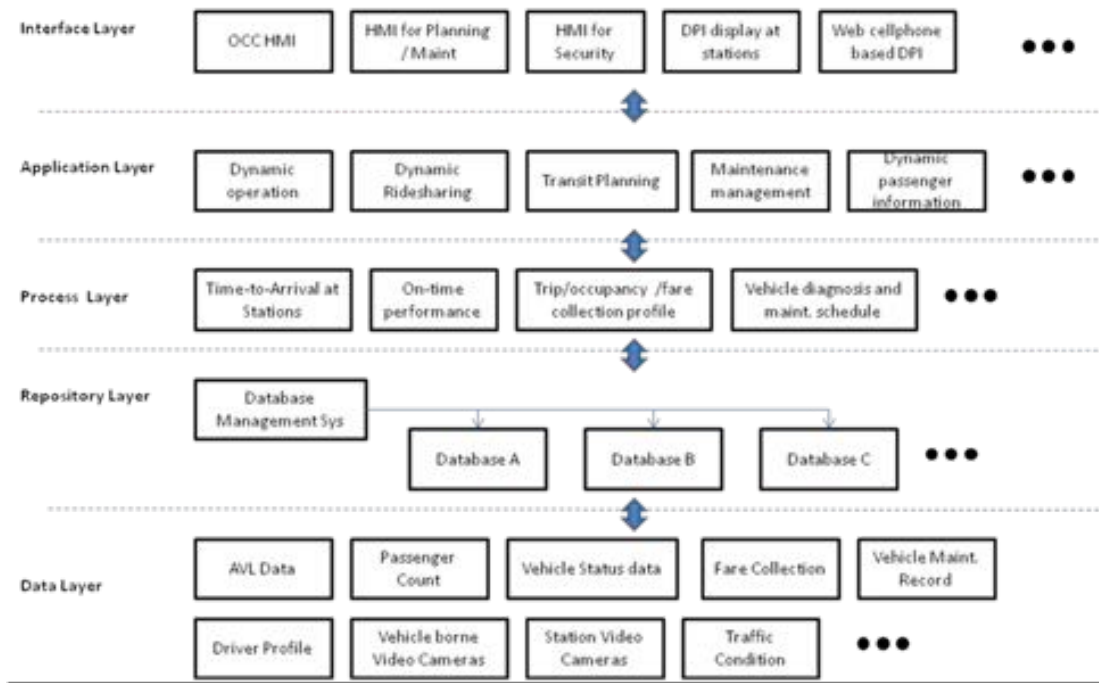 Interface Layer
OCC HMI
HMI for Planning
/ Maint
HMI for
Security
DPI display at
stations
Web cellphone
based DPI
Application Layer
Dynamic
operation
Dynamic
Ridesharing
Transit Planning
Maintenance
management
Dynamic
passenger
information
Process Layer
Time-to-Arrival at
Stations
On-time
performance
Trip/occupancy /fare
collection profile
Vehicle diagnosis and
maint. schedule
Repository Layer
Database
Management Sys
Database A
Database B
Database C
Data Layer
AVL Data
Passenger
Count
Vehicle Status data
Fare Collection
Vehicle Maint.
Record
Driver Profile
Vehicle borne
Video Cameras
Station Video
Cameras
Traffic
Condition